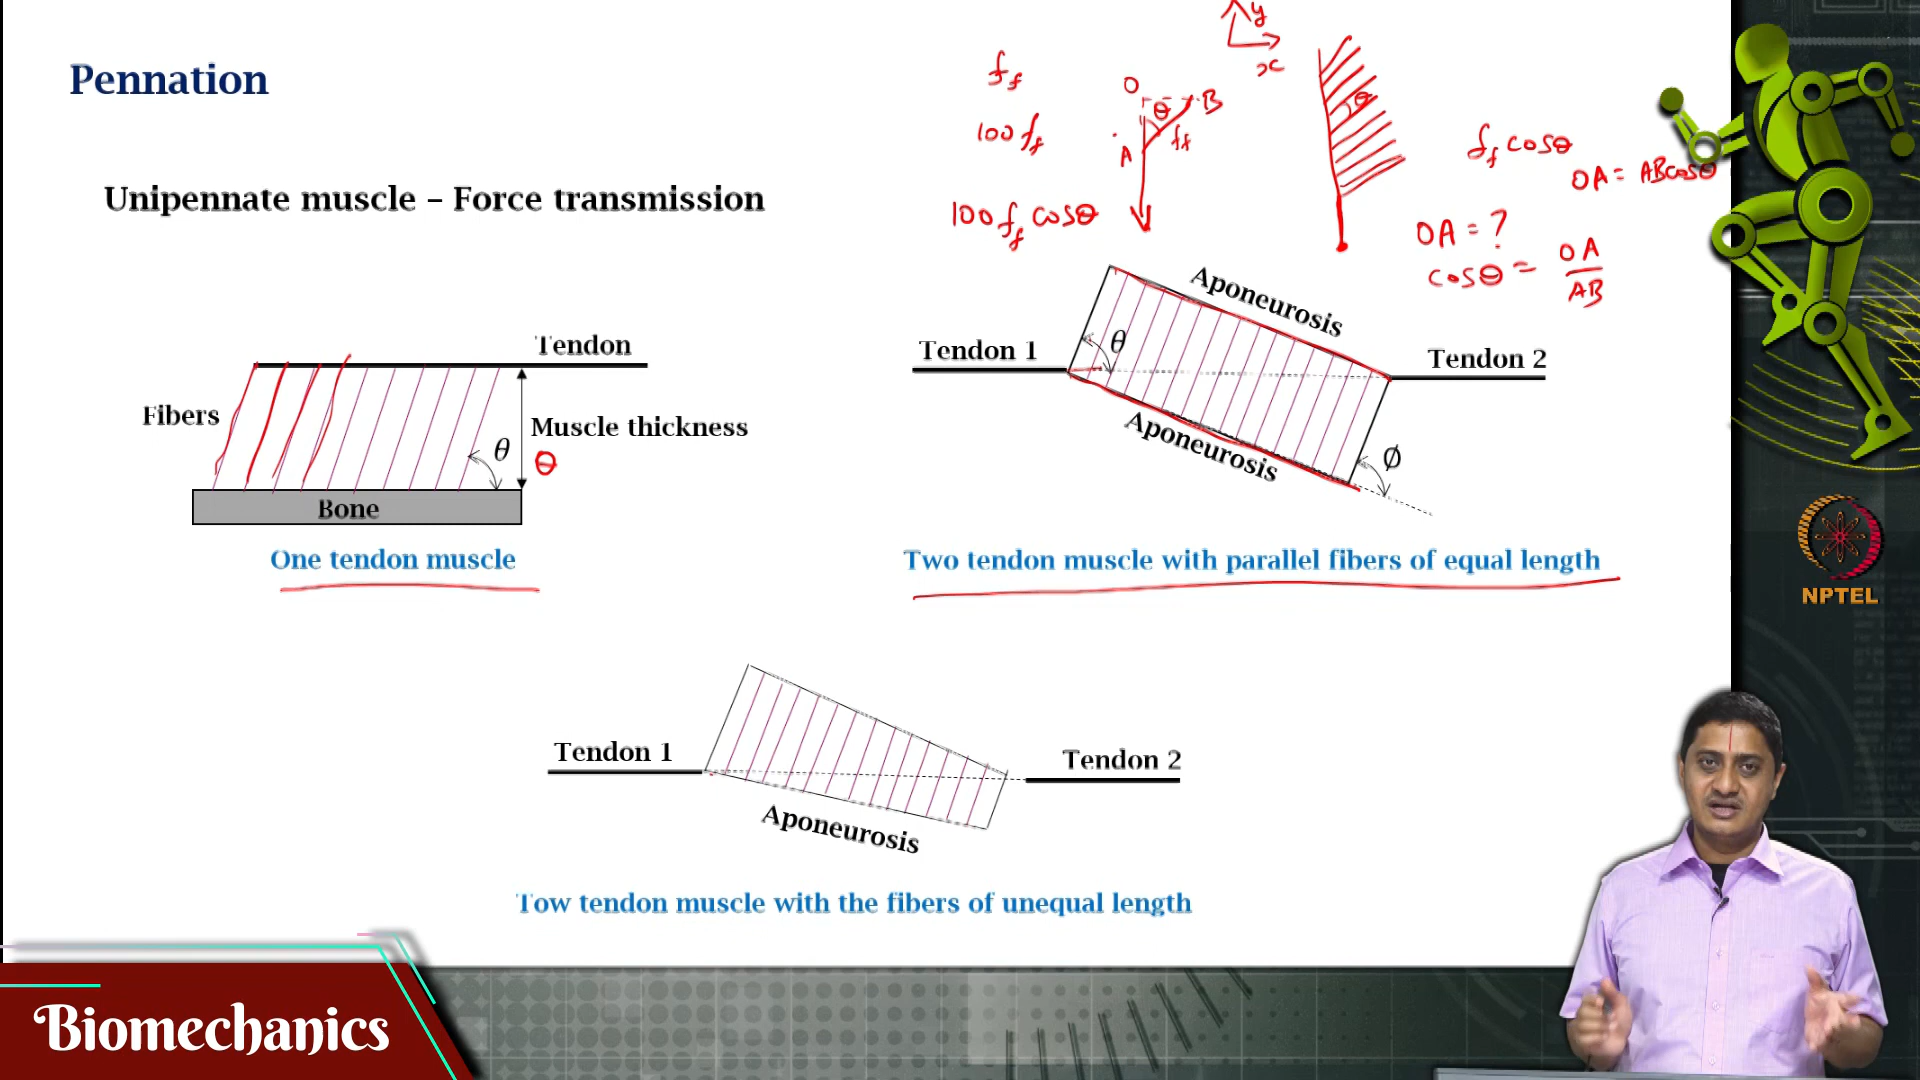 Pennation
Unipennate muscle – Force transmission
f_f
100 f_f
100 f_f cosθ
O
θ
B
A
f_f
y
x
θ
f_f cosθ
OA = ABcosθ
OA = ?
cosθ = OA
AB
Tendon
Fibers
θ
Muscle thickness
θ
Bone
One tendon muscle
Aponeurosis
Tendon 1
θ
Tendon 2
Aponeurosis
ϕ
Two tendon muscle with parallel fibers of equal length
Tendon 1
Tendon 2
Aponeurosis
Tow tendon muscle with the fibers of unequal length
NPTEL
Biomechanics